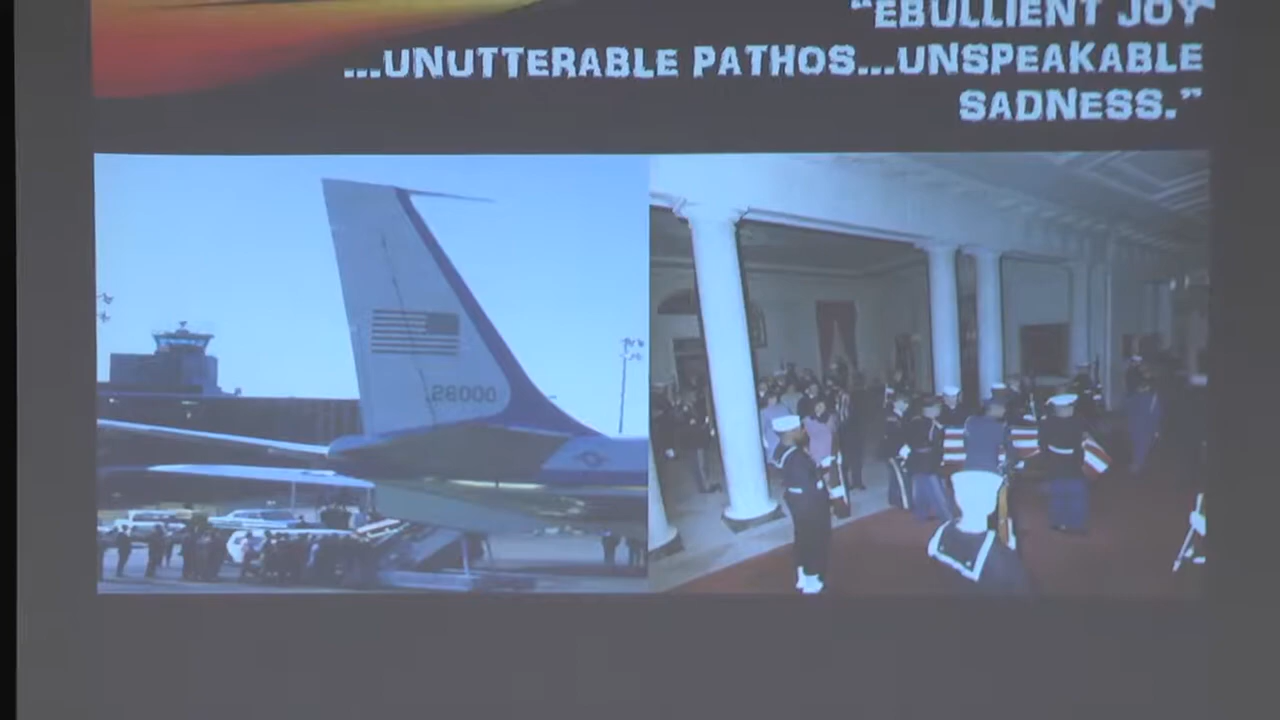 "EBULLIENT JOY"
...UNUTTERABLE PATHOS...UNSPEAKABLE
SADNESS."
26000